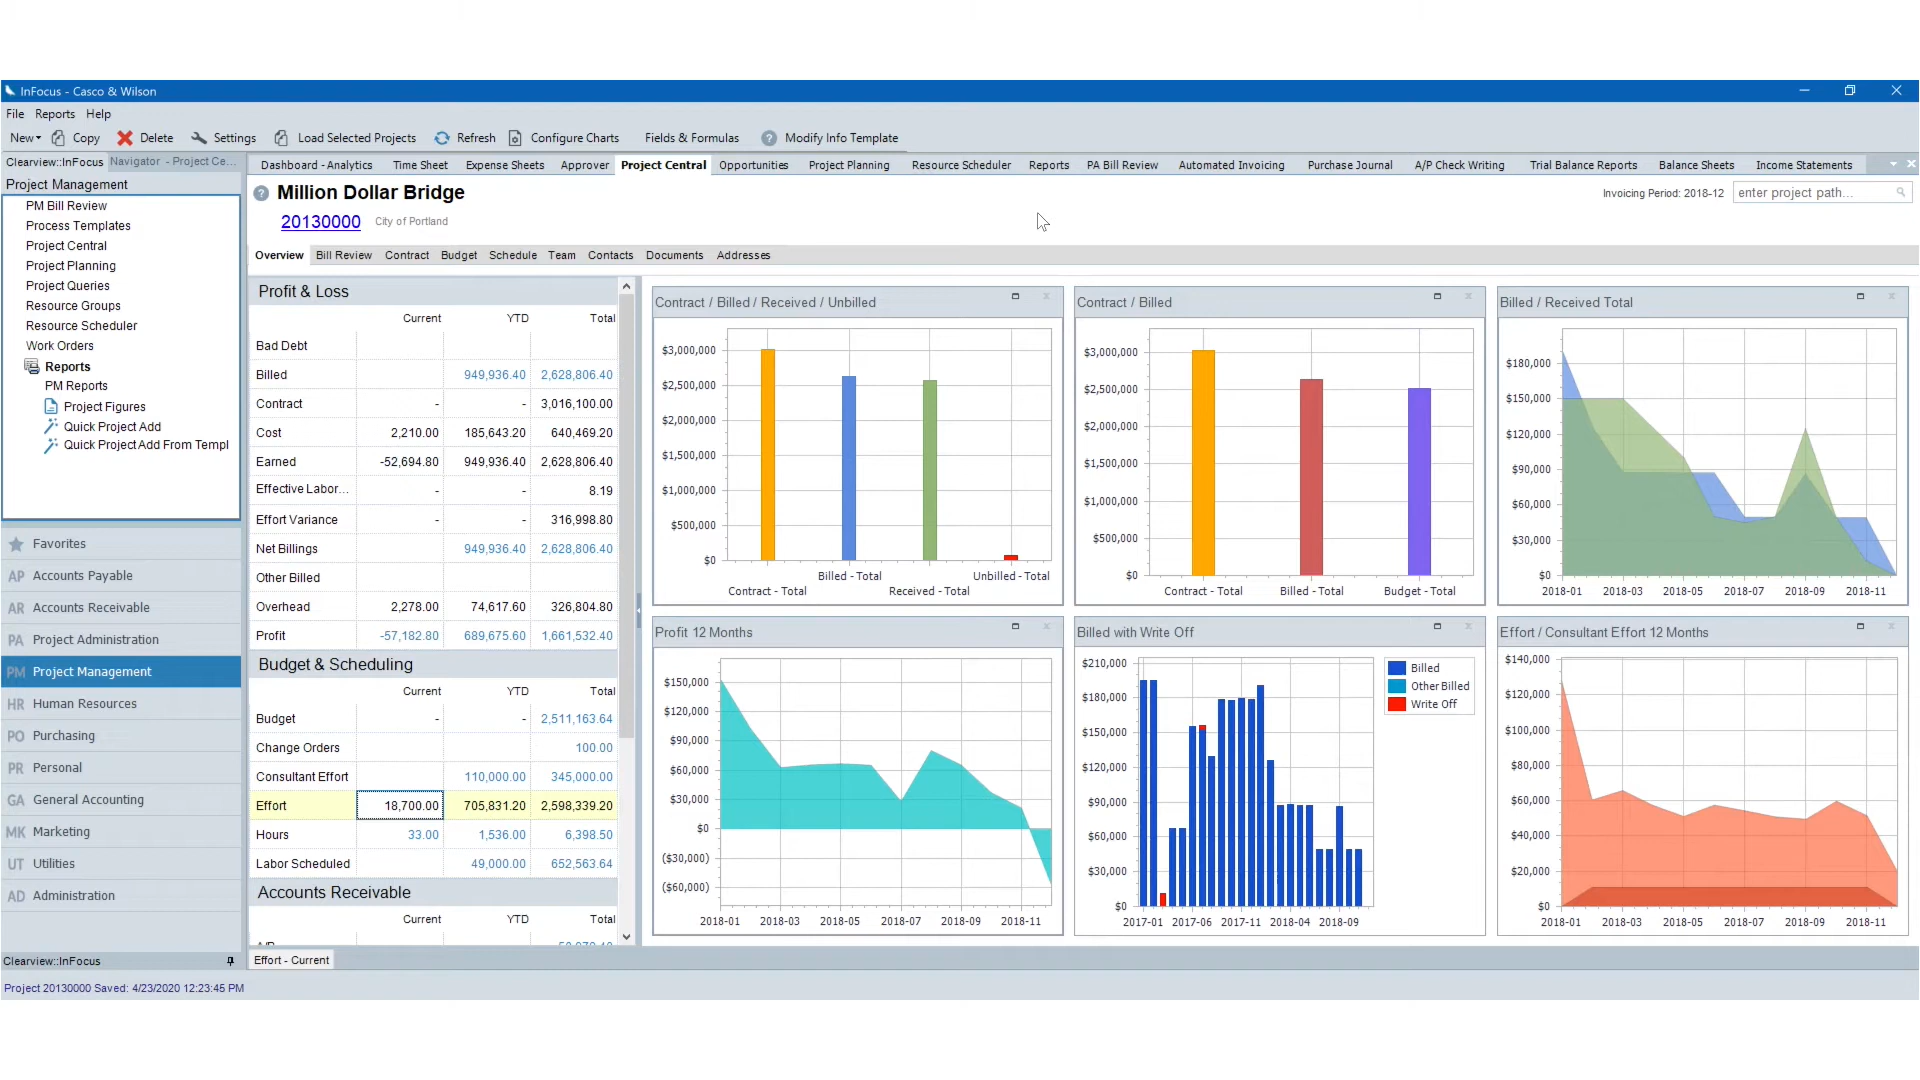 InFocus - Casco & Wilson
File Reports Help
New Copy Delete Settings Load Selected Projects Refresh Configure Charts Fields & Formulas Modify Info Template
Clearview::InFocus Navigator - Project Ce...
Dashboard - Analytics Time Sheet Expense Sheets Approver Project Central Opportunities Project Planning Resource Scheduler Reports PA Bill Review Automated Invoicing Purchase Journal A/P Check Writing Trial Balance Reports Balance Sheets Income Statements A/P
Project Management
PM Bill Review
Process Templates
Project Central
Project Planning
Project Queries
Resource Groups
Resource Scheduler
Work Orders
Reports
PM Reports
Project Figures
Quick Project Add
Quick Project Add From Templ
Favorites
AP Accounts Payable
AR Accounts Receivable
PA Project Administration
PM Project Management
HR Human Resources
PO Purchasing
PR Personal
GA General Accounting
MK Marketing
UT Utilities
AD Administration
Clearview::InFocus
Project 20130000 Saved: 4/23/2020 12:23:45 PM
Million Dollar Bridge
20130000 City of Portland
Invoicing Period: 2018-12 enter project path...
Overview Bill Review Contract Budget Schedule Team Contacts Documents Addresses
Profit & Loss
Current YTD Total
Bad Debt
Billed 949,936.40 2,628,806.40
Contract - - 3,016,100.00
Cost 2,210.00 185,643.20 640,469.20
Earned -52,694.80 949,936.40 2,628,806.40
Effective Labor... - - 8.19
Effort Variance - - 316,998.80
Net Billings 949,936.40 2,628,806.40
Other Billed
Overhead 2,278.00 74,617.60 326,804.80
Profit -57,182.80 689,675.60 1,661,532.40
Budget & Scheduling
Current YTD Total
Budget - - 2,511,163.64
Change Orders 100.00
Consultant Effort 110,000.00 345,000.00
Effort 18,700.00 705,831.20 2,598,339.20
Hours 33.00 1,536.00 6,398.50
Labor Scheduled 49,000.00 652,563.64
Accounts Receivable
Current YTD Total
Effort - Current
Contract / Billed / Received / Unbilled
$3,000,000
$2,500,000
$2,000,000
$1,500,000
$1,000,000
$500,000
$0
Billed - Total Unbilled - Total
Contract - Total Received - Total
Contract / Billed
$3,000,000
$2,500,000
$2,000,000
$1,500,000
$1,000,000
$500,000
$0
Contract - Total Billed - Total Budget - Total
Billed / Received Total
$180,000
$150,000
$120,000
$90,000
$60,000
$30,000
$0
2018-01 2018-03 2018-05 2018-07 2018-09 2018-11
Profit 12 Months
$150,000
$120,000
$90,000
$60,000
$30,000
$0
($30,000)
($60,000)
2018-01 2018-03 2018-05 2018-07 2018-09 2018-11
Billed with Write Off
$210,000
$180,000
$150,000
$120,000
$90,000
$60,000
$30,000
$0
2017-01 2017-06 2017-11 2018-04 2018-09
Billed
Other Billed
Write Off
Effort / Consultant Effort 12 Months
$140,000
$120,000
$100,000
$80,000
$60,000
$40,000
$20,000
$0
2018-01 2018-03 2018-05 2018-07 2018-09 2018-11